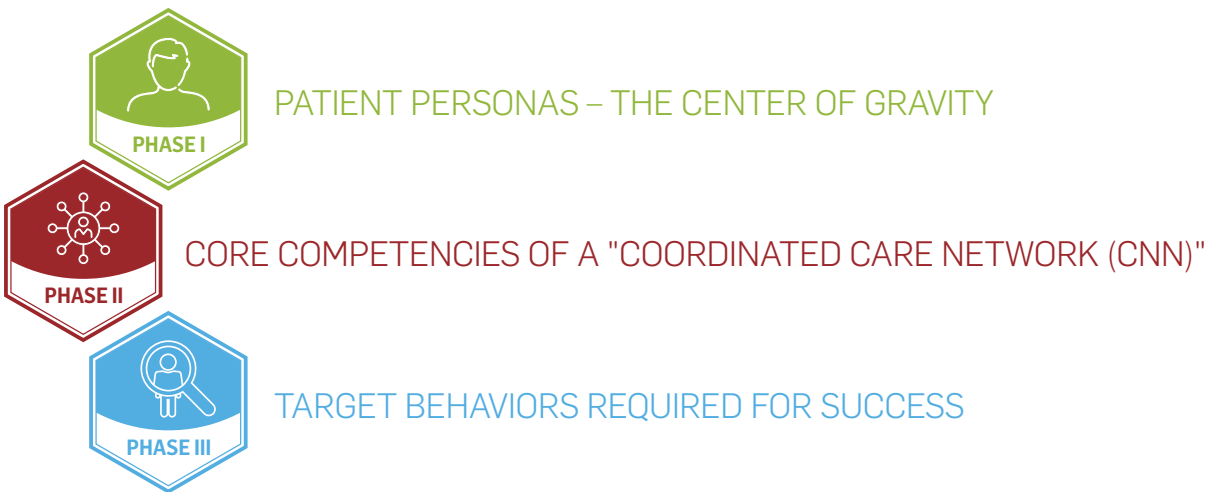 PHASE I
PATIENT PERSONAS – THE CENTER OF GRAVITY
PHASE II
CORE COMPETENCIES OF A "COORDINATED CARE NETWORK (CNN)"
PHASE III
TARGET BEHAVIORS REQUIRED FOR SUCCESS